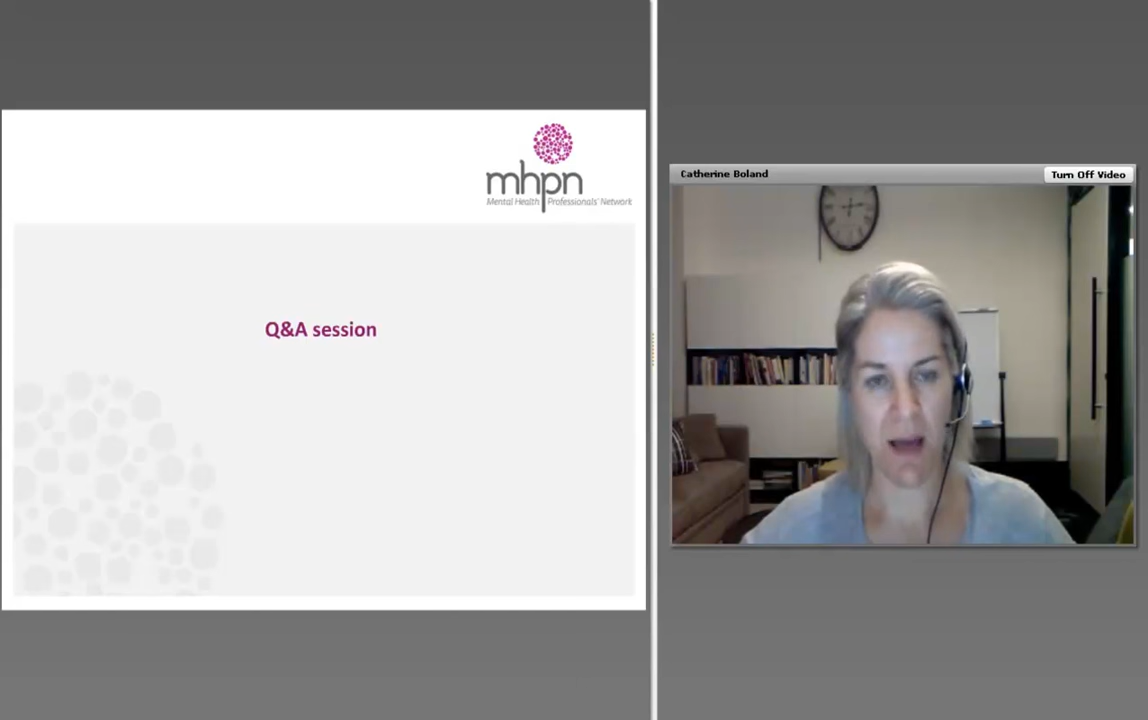 mhpn
Mental Health Professionals' Network
Q&A session
Catherine Boland
Turn Off Video